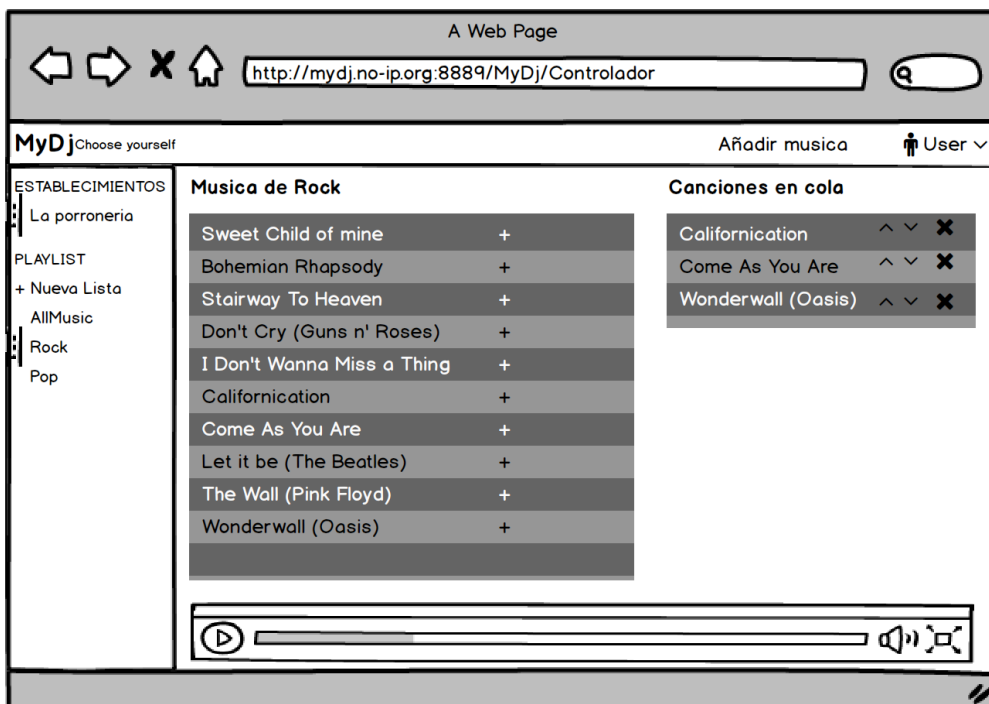 A Web Page
http://mydj.no-ip.org:8889/MyDj/Controlador
MyDj Choose yourself
Añadir musica
User
ESTABLECIMIENTOS
La porroneria
PLAYLIST
+ Nueva Lista
AllMusic
Rock
Pop
Musica de Rock
Sweet Child of mine +
Bohemian Rhapsody +
Stairway To Heaven +
Don't Cry (Guns n' Roses) +
I Don't Wanna Miss a Thing +
Californication +
Come As You Are +
Let it be (The Beatles) +
The Wall (Pink Floyd) +
Wonderwall (Oasis) +
Canciones en cola
Californication
Come As You Are
Wonderwall (Oasis)